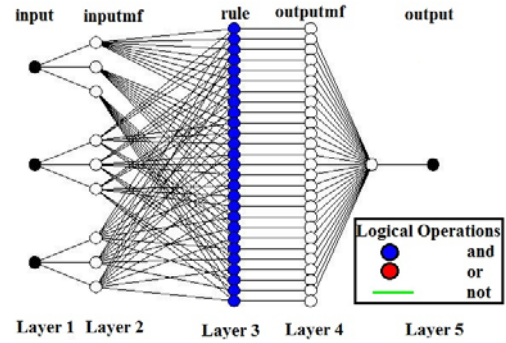 input inputmf rule outputmf output
Logical Operations
and
or
not
Layer 1 Layer 2 Layer 3 Layer 4 Layer 5